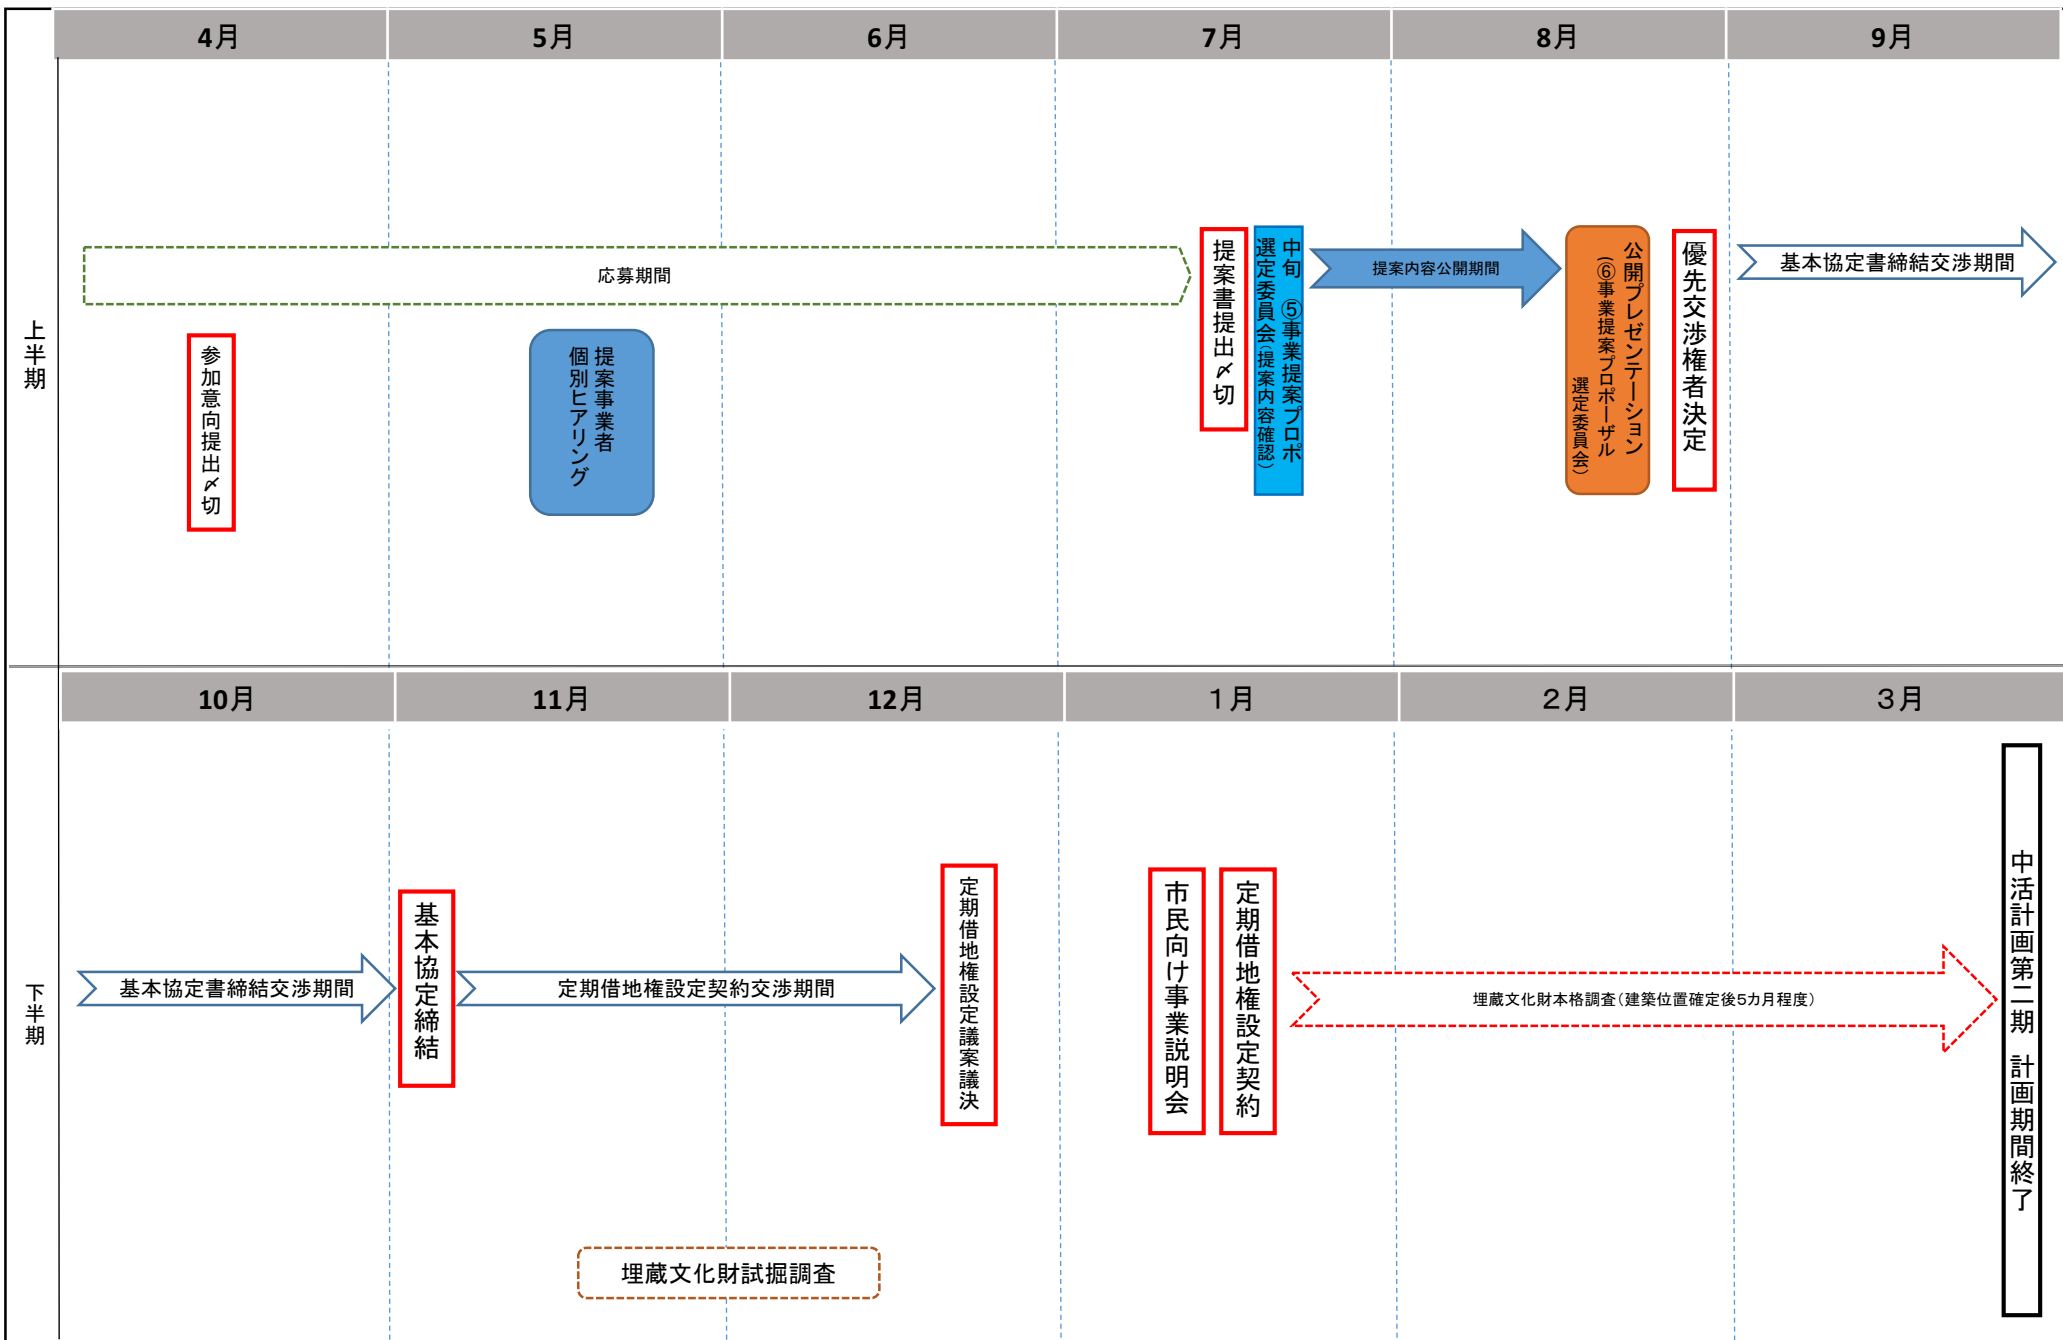 4月
5月
6月
7月
8月
9月
上半期
応募期間
参加意向提出〆切
提案事業者
個別ヒアリング
提案書提出〆切
中旬 ⑤事業提案プロポ
選定委員会(提案内容確認)
提案内容公開期間
公開プレゼンテーション
(⑥事業提案プロポーザル
選定委員会)
優先交渉権者決定
基本協定書締結交渉期間
10月
11月
12月
1月
2月
3月
下半期
基本協定書締結交渉期間
基本協定締結
定期借地権設定契約交渉期間
定期借地権設定議案議決
市民向け事業説明会
定期借地権設定契約
埋蔵文化財本格調査(建築位置確定後5カ月程度)
中活計画第二期 計画期間終了
埋蔵文化財試掘調査